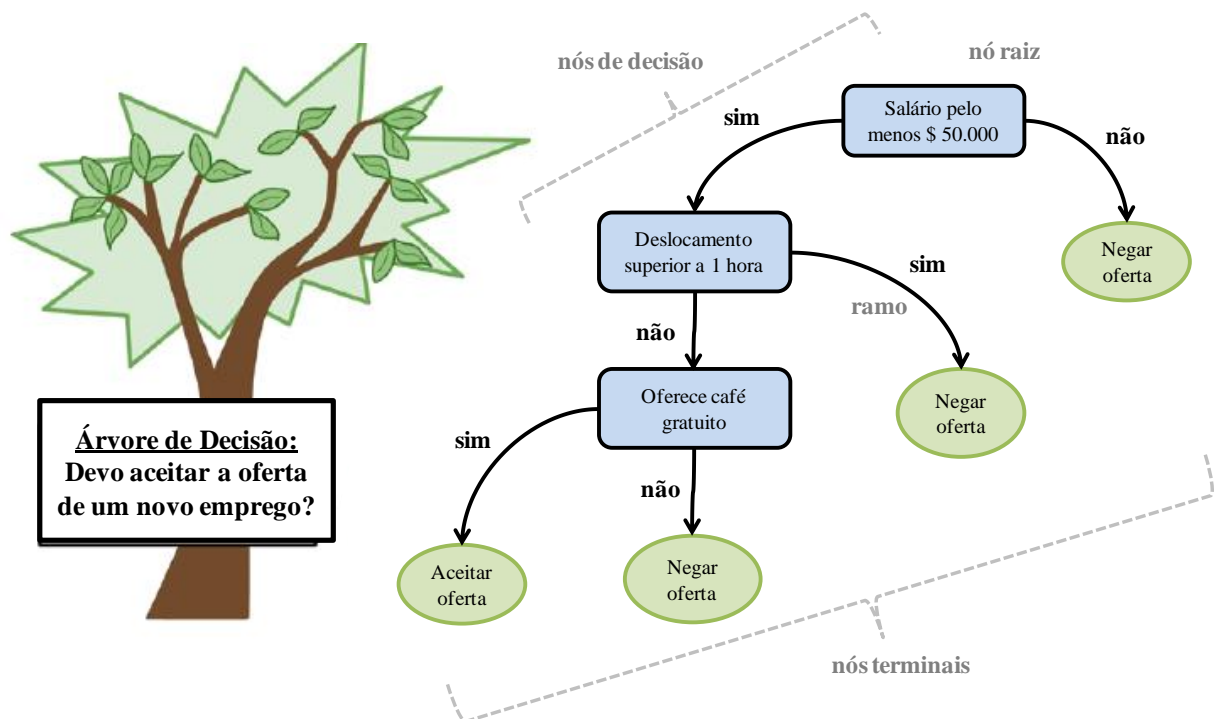 nós de decisão
nó raiz
Salário pelo
menos $ 50.000
sim
não
Deslocamento
superior a 1 hora
Negar
oferta
sim
ramo
não
Oferece café
gratuito
Negar
oferta
sim
não
Árvore de Decisão:
Devo aceitar a oferta
de um novo emprego?
Aceitar
oferta
Negar
oferta
nós terminais